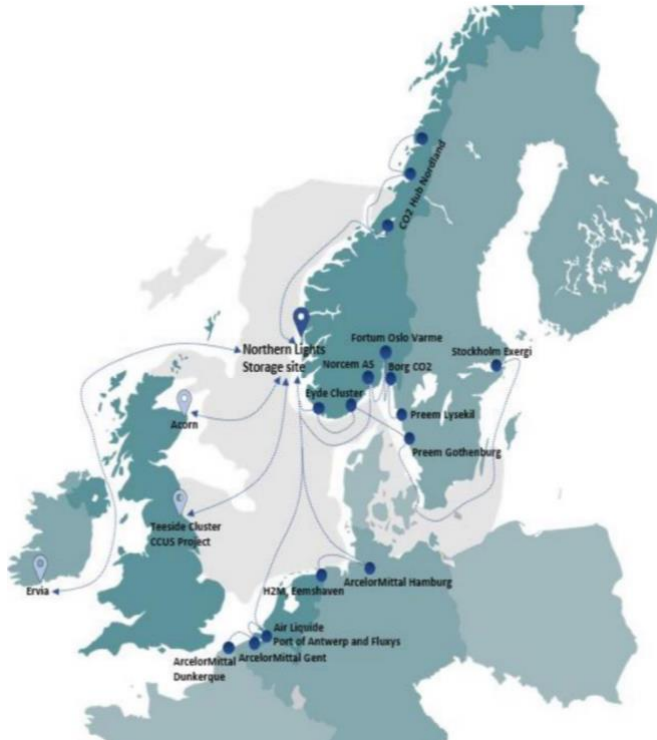 CO2 Hub Nordland
Northern Lights
Storage site
Fortum Oslo Varme
Stockholm Exergi
Norcem AS
Borg CO2
Eyde Cluster
Preem Lysekil
Acorn
Preem Gothenburg
Teeside Cluster
CCUS Project
Ervia
H2M, Eemshaven
ArcelorMittal Hamburg
Air Liquide
Port of Antwerp and Fluxys
ArcelorMittal Gent
ArcelorMittal
Dunkerque